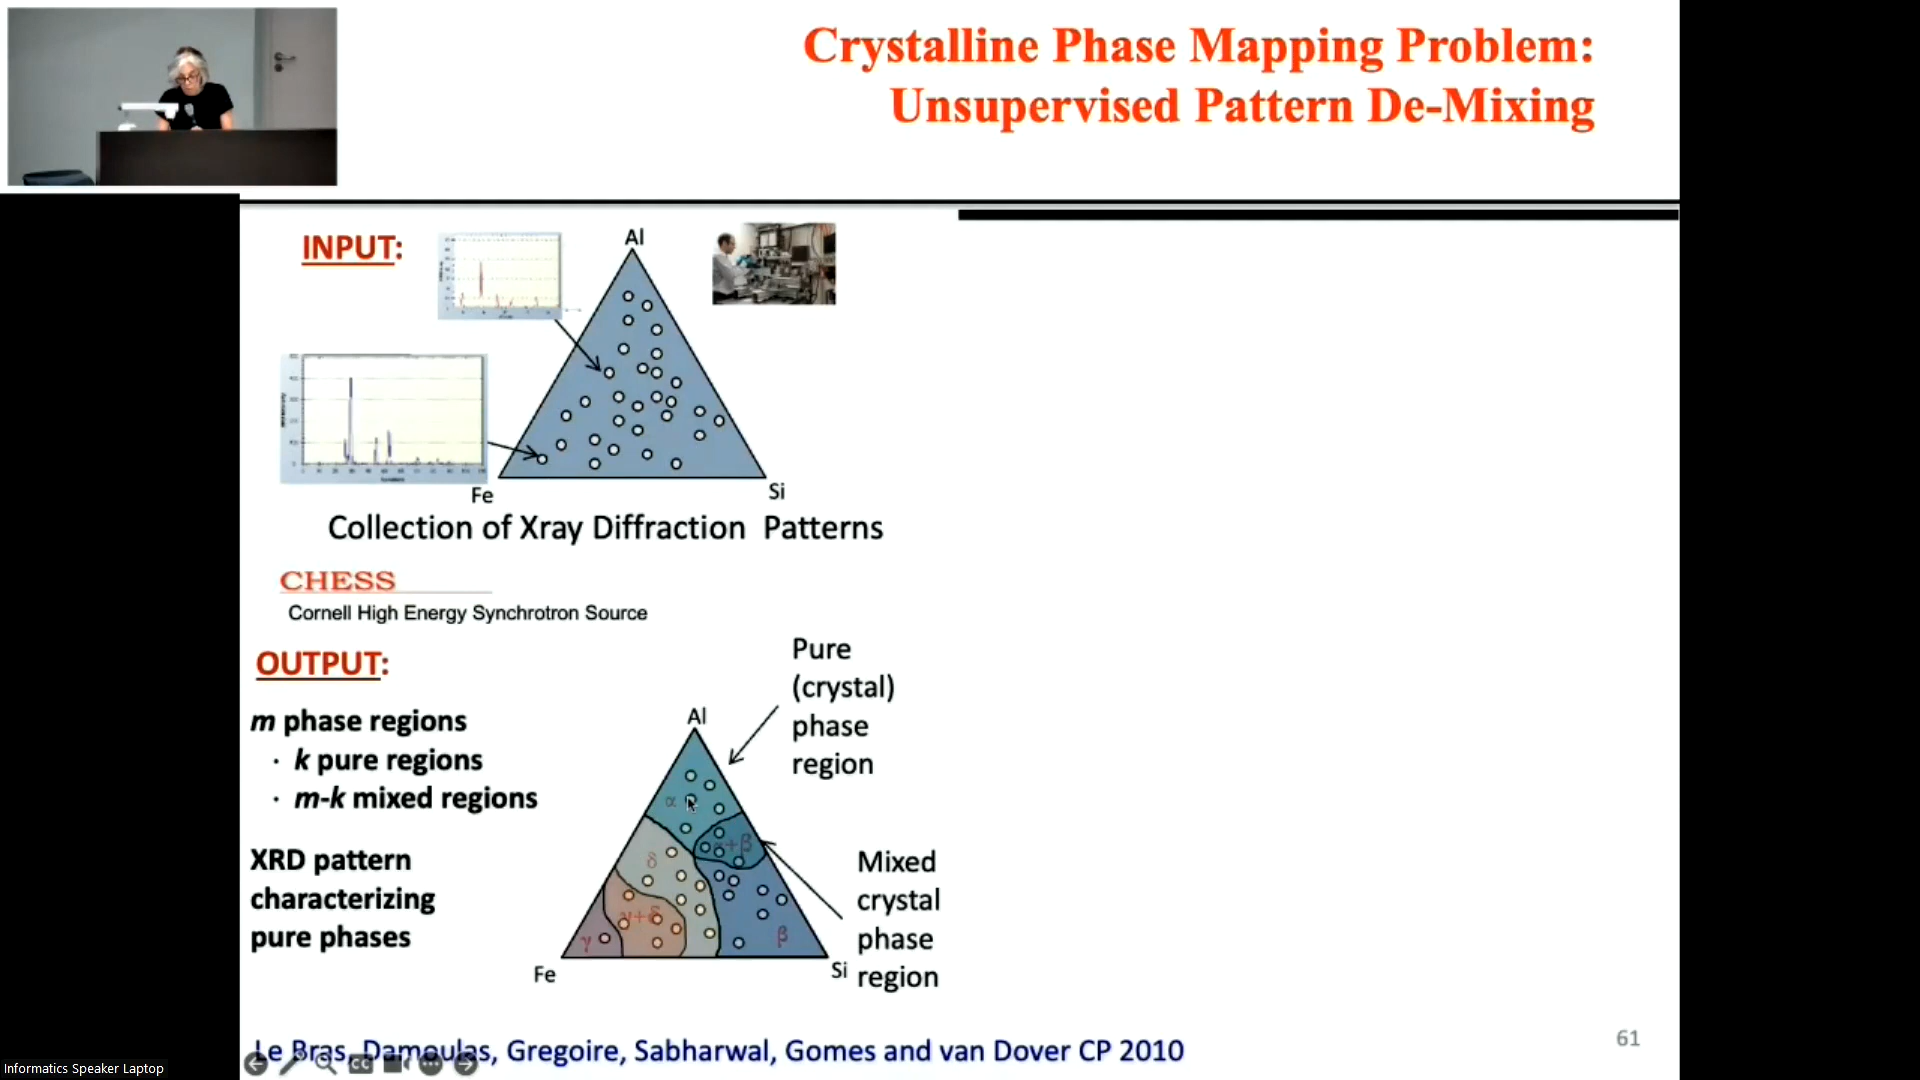 Crystalline Phase Mapping Problem:
Unsupervised Pattern De-Mixing
INPUT:
Al
Fe
Si
Collection of Xray Diffraction Patterns
CHESS
Cornell High Energy Synchrotron Source
OUTPUT:
m phase regions
· k pure regions
· m-k mixed regions
XRD pattern
characterizing
pure phases
Pure
(crystal)
phase
region
Al
α
α+β
δ
γ+δ
γ
β
Fe
Si
Mixed
crystal
phase
region
Le Bras, Damoulas, Gregoire, Sabharwal, Gomes and van Dover CP 2010
61
CC
Informatics Speaker Laptop